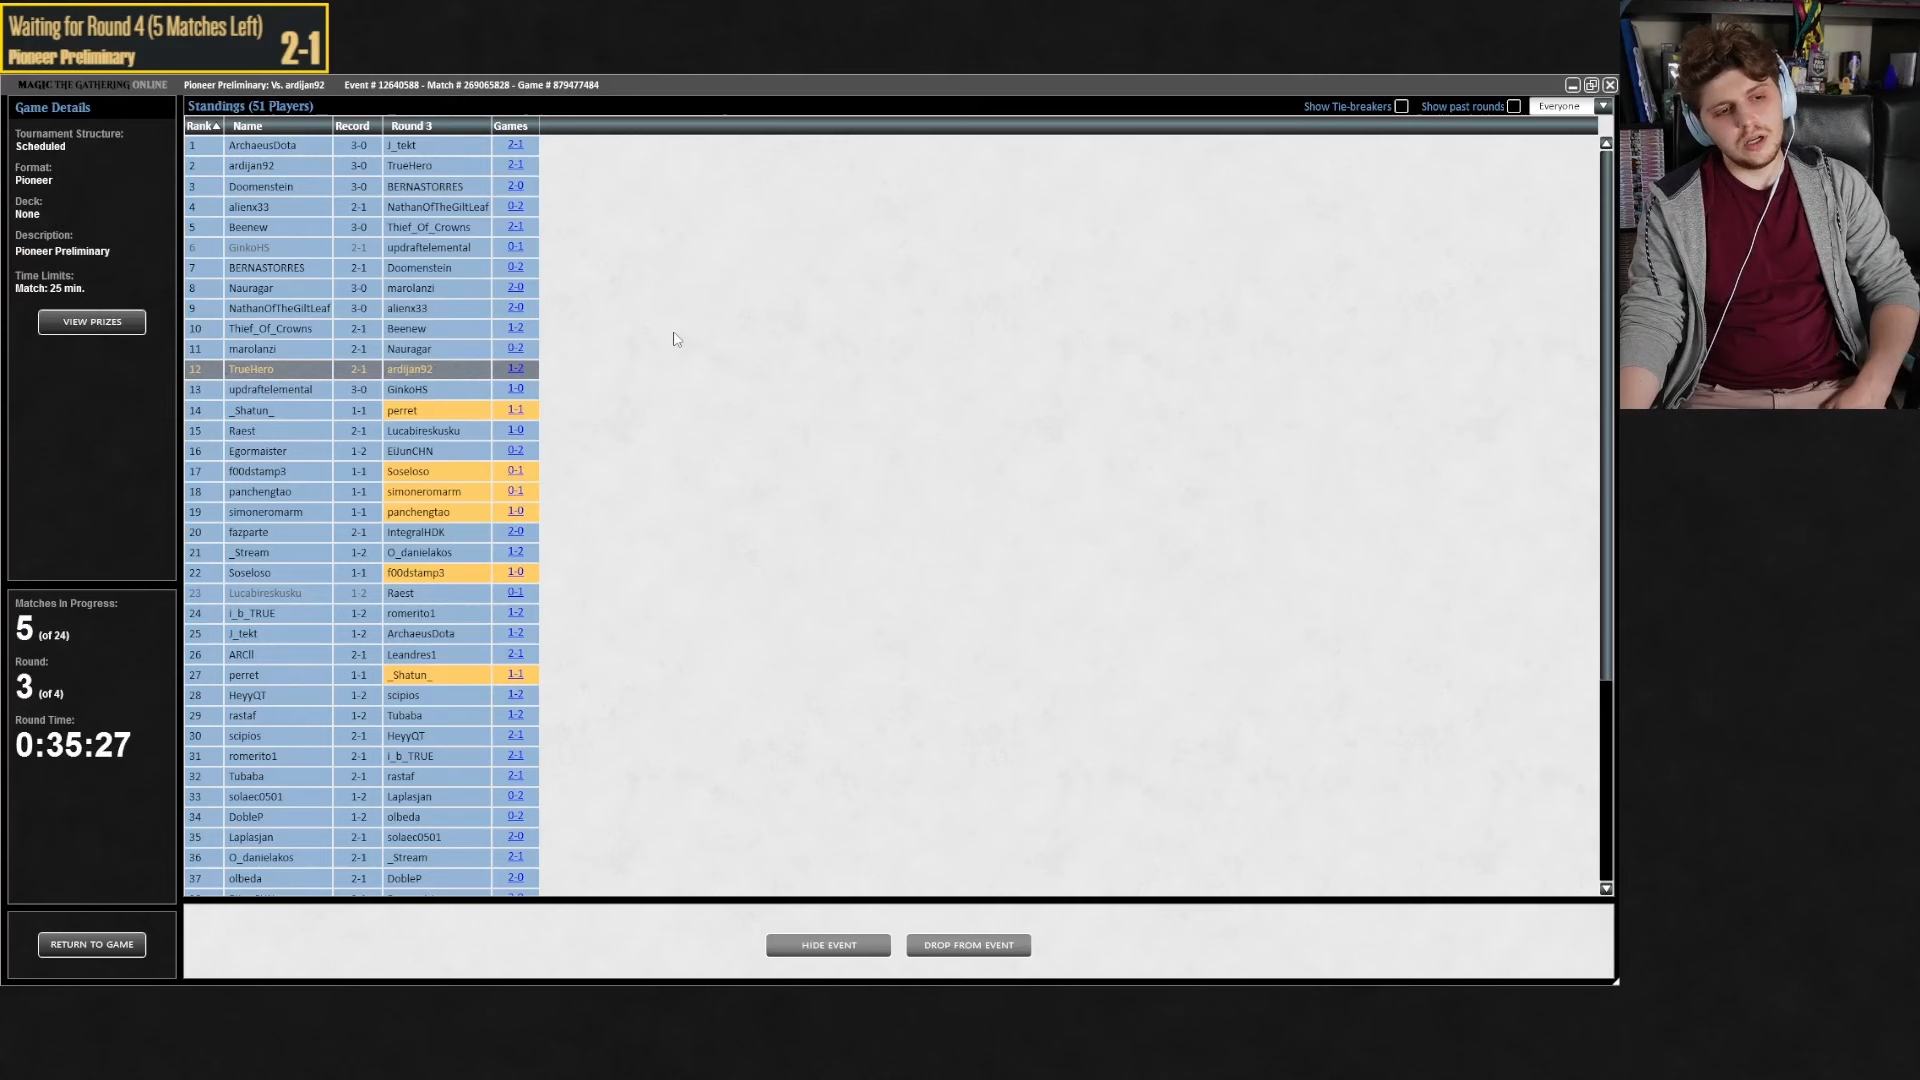 Waiting for Round 4 (5 Matches Left)
Pioneer Preliminary
2-1
MAGIC THE GATHERING ONLINE Pioneer Preliminary: Vs. ardijan92 Event # 12640588 - Match # 269065828 - Game # 879477484
Game Details
Tournament Structure:
Scheduled
Format:
Pioneer
Deck:
None
Description:
Pioneer Preliminary
Time Limits:
Match: 25 min.
VIEW PRIZES
Matches In Progress:
5 (of 24)
Round:
3 (of 4)
Round Time:
0:35:27
RETURN TO GAME
Standings (51 Players) Show Tie-breakers Show past rounds Everyone
Rank Name Record Round 3 Games
1 ArchaeusDota 3-0 J_tekt 2-1
2 ardijan92 3-0 TrueHero 2-1
3 Doomenstein 3-0 BERNASTORRES 2-0
4 alienx33 2-1 NathanOfTheGiltLeaf 0-2
5 Beenew 3-0 Thief_Of_Crowns 2-1
6 GinkoHS 2-1 updraftelemental 0-1
7 BERNASTORRES 2-1 Doomenstein 0-2
8 Nauragar 3-0 marolanzi 2-0
9 NathanOfTheGiltLeaf 3-0 alienx33 2-0
10 Thief_Of_Crowns 2-1 Beenew 1-2
11 marolanzi 2-1 Nauragar 0-2
12 TrueHero 2-1 ardijan92 1-2
13 updraftelemental 3-0 GinkoHS 1-0
14 _Shatun_ 1-1 perret 1-1
15 Raest 2-1 Lucabireskusku 1-0
16 Egormaister 1-2 EiJunCHN 0-2
17 f00dstamp3 1-1 Soseloso 0-1
18 panchengtao 1-1 simoneromarm 0-1
19 simoneromarm 1-1 panchengtao 1-0
20 fazparte 2-1 IntegralHDK 2-0
21 _Stream 1-2 O_danielakos 1-2
22 Soseloso 1-1 f00dstamp3 1-0
23 Lucabireskusku 1-2 Raest 0-1
24 i_b_TRUE 1-2 romerito1 1-2
25 J_tekt 1-2 ArchaeusDota 1-2
26 ARCll 2-1 Leandres1 2-1
27 perret 1-1 _Shatun_ 1-1
28 HeyyQT 1-2 scipios 1-2
29 rastaf 1-2 Tubaba 1-2
30 scipios 2-1 HeyyQT 2-1
31 romerito1 2-1 i_b_TRUE 2-1
32 Tubaba 2-1 rastaf 2-1
33 solaec0501 1-2 Laplasjan 0-2
34 DobleP 1-2 olbeda 0-2
35 Laplasjan 2-1 solaec0501 2-0
36 O_danielakos 2-1 _Stream 2-1
37 olbeda 2-1 DobleP 2-0
HIDE EVENT DROP FROM EVENT